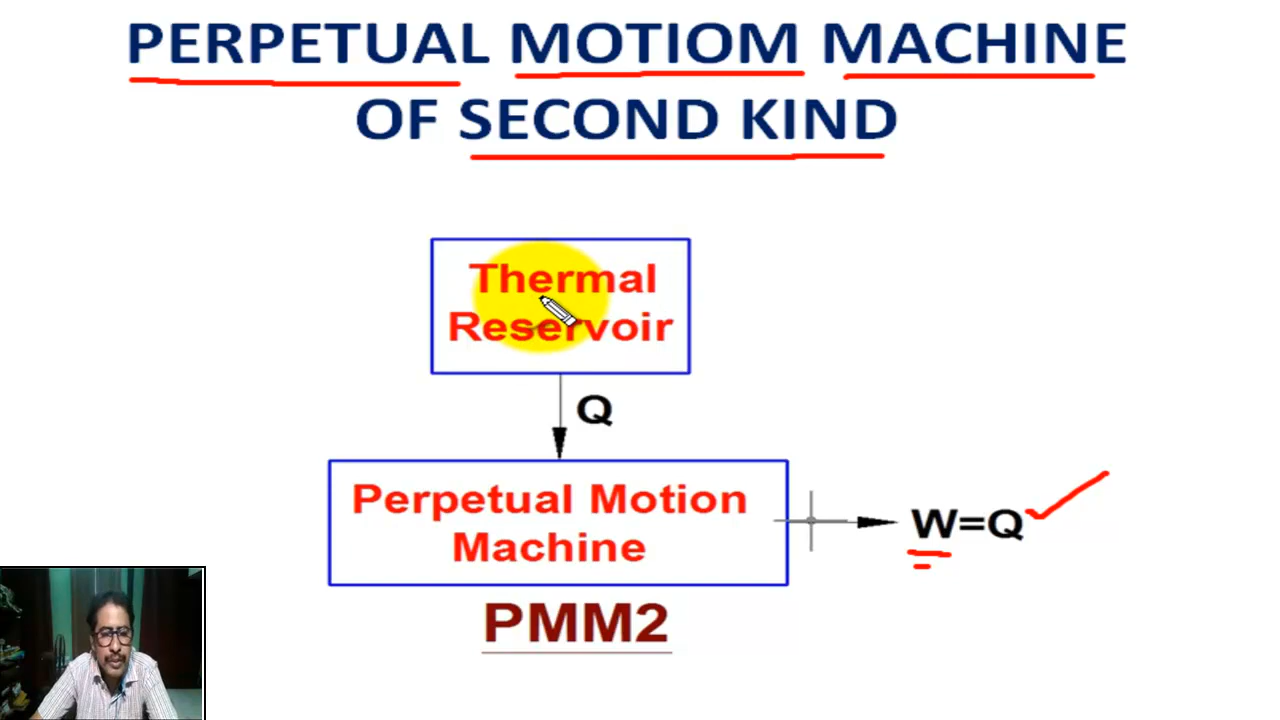 PERPETUAL MOTIOM MACHINE
OF SECOND KIND
Thermal
Reservoir
Q
Perpetual Motion
Machine
W=Q
PMM2